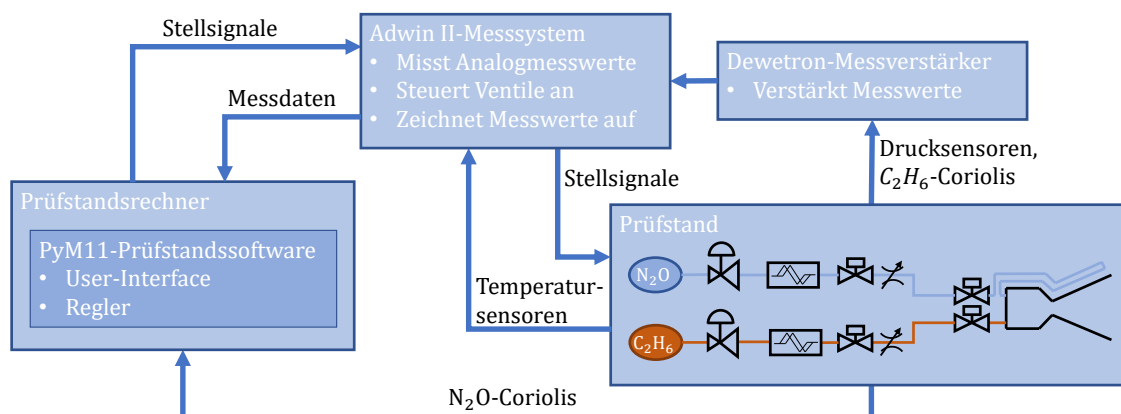 Stellsignale
Adwin II-Messsystem
• Misst Analogmesswerte
• Steuert Ventile an
• Zeichnet Messwerte auf
Dewetron-Messverstärker
• Verstärkt Messwerte
Messdaten
Stellsignale
Drucksensoren,
C₂H₆-Coriolis
Prüfstandsrechner
PyM11-Prüfstandssoftware
• User-Interface
• Regler
Temperatur-
sensoren
Prüfstand
N₂O
C₂H₆
N₂O-Coriolis